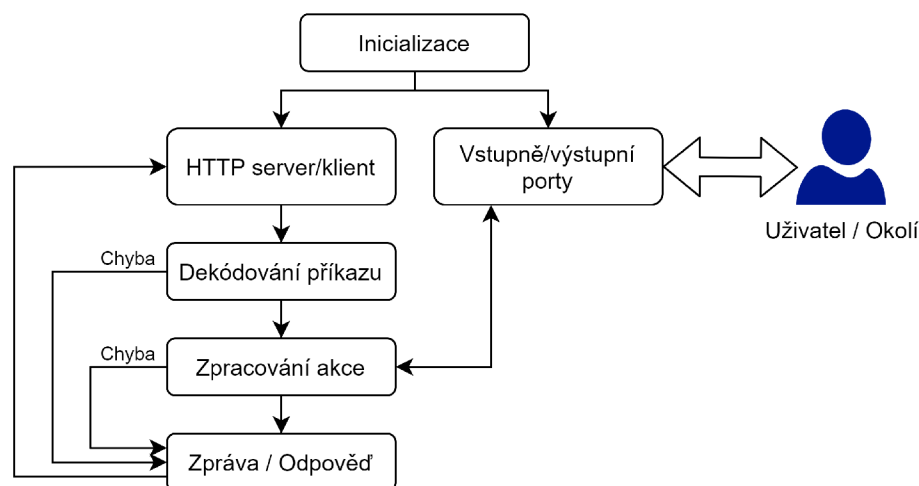 Inicializace
HTTP server/klient
Vstupně/výstupní
porty
Uživatel / Okolí
Chyba
Dekódování příkazu
Chyba
Zpracování akce
Zpráva / Odpověď